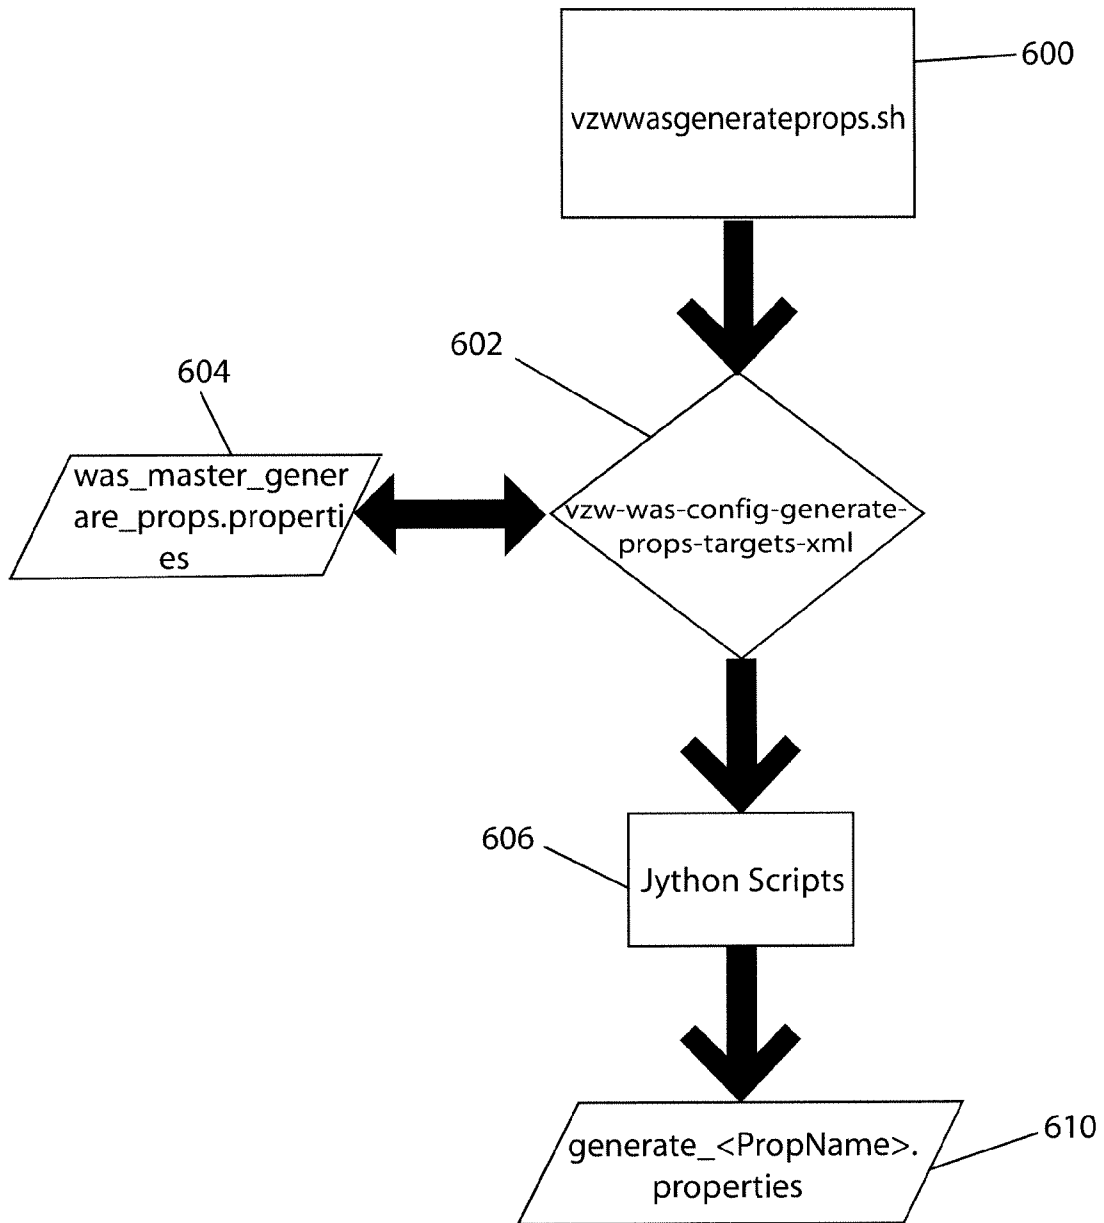 600
vzwwasgenerateprops.sh
602
604
was_master_gener
are_props.properti
es
vzw-was-config-generate-
props-targets-xml
606
Jython Scripts
generate_<PropName>.
properties
610